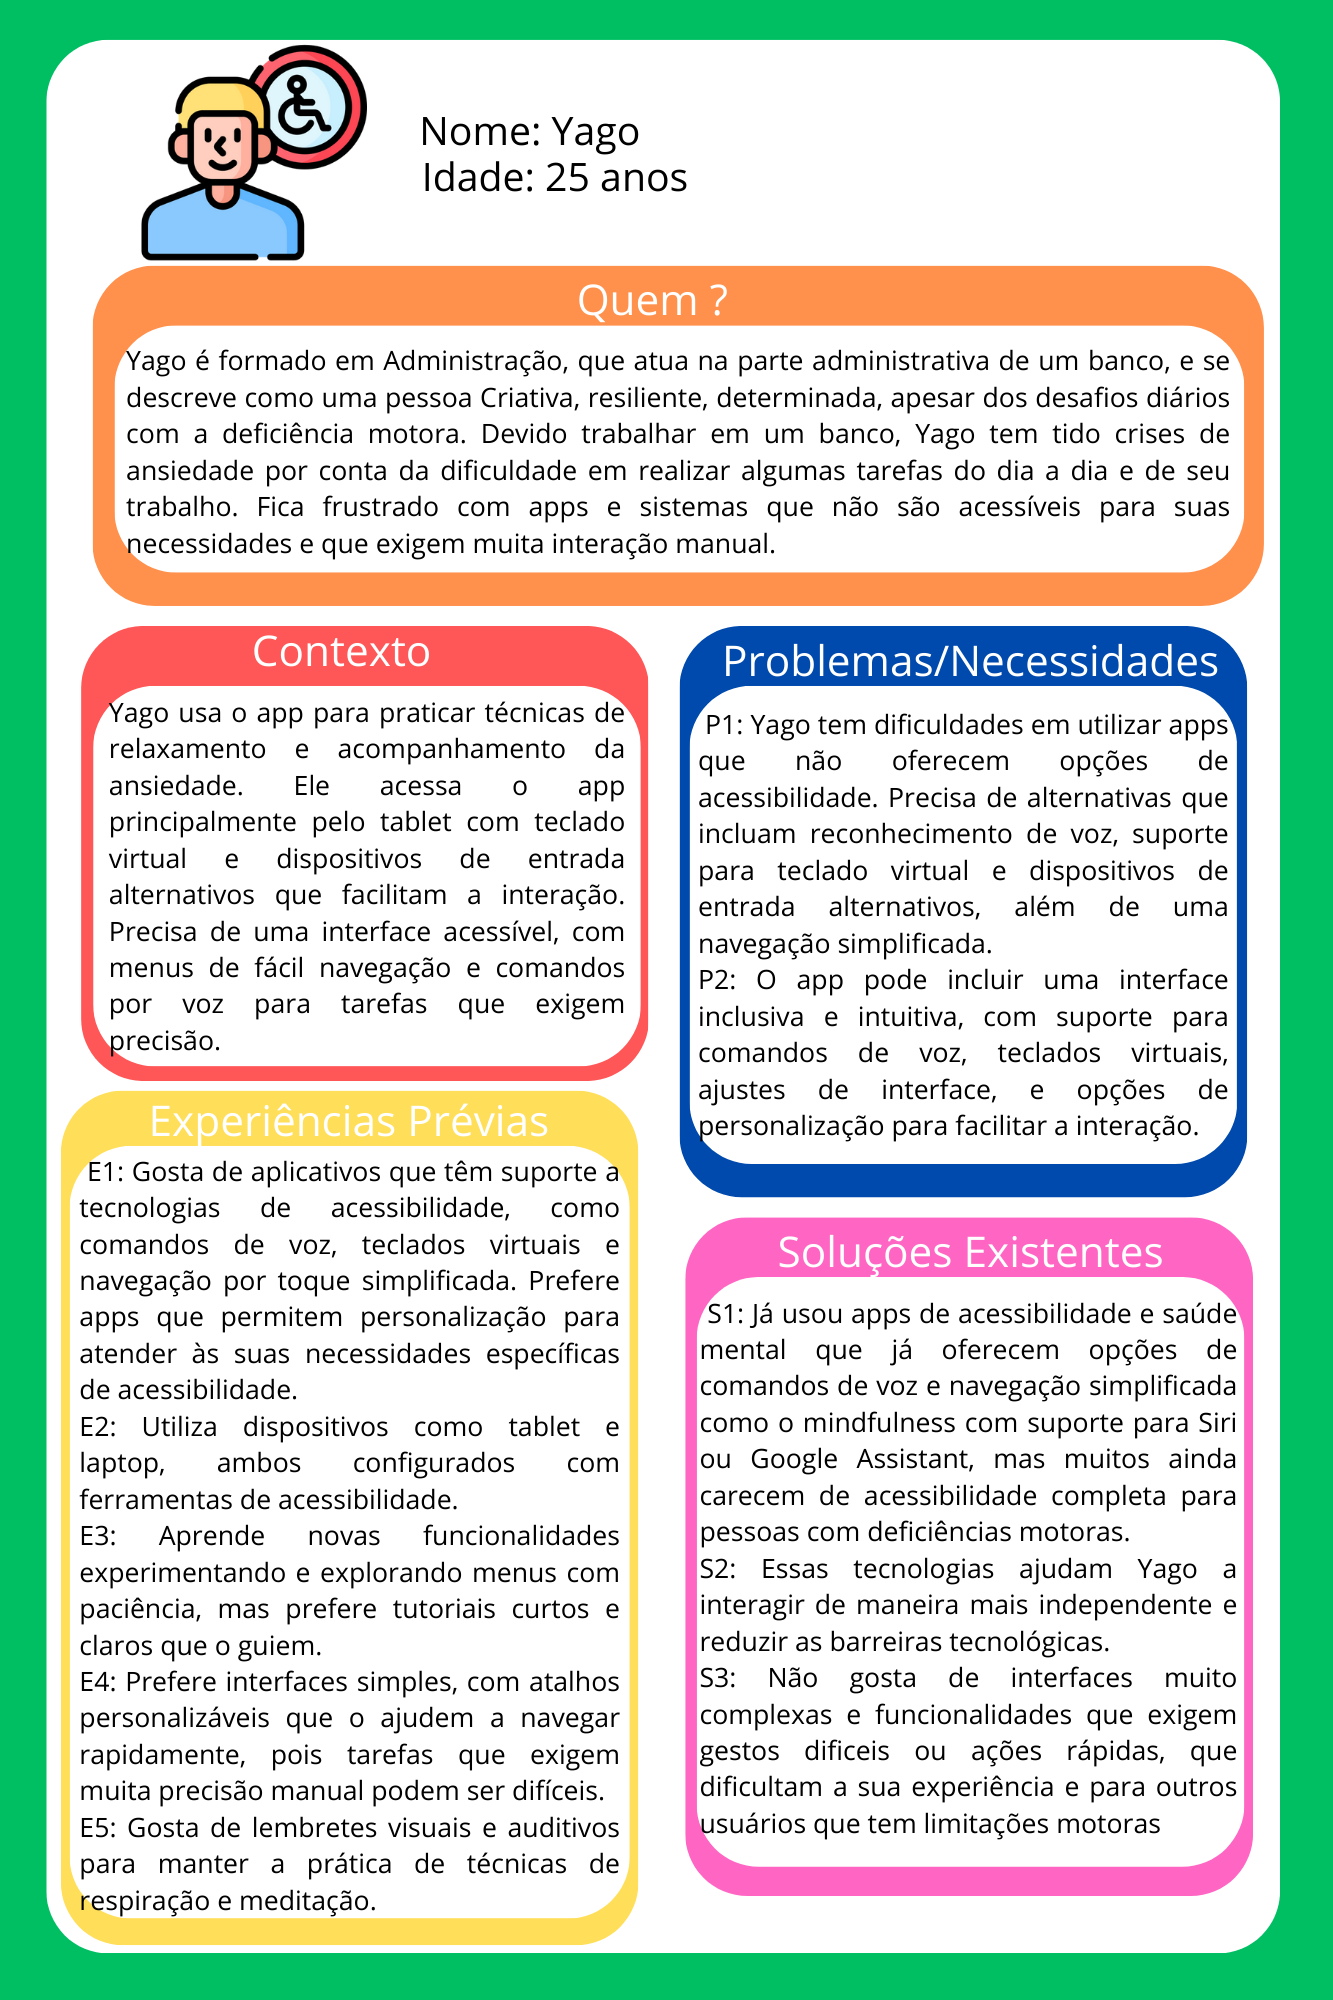 Nome: Yago
Idade: 25 anos
Quem ?
Yago é formado em Administração, que atua na parte administrativa de um banco, e se
descreve como uma pessoa Criativa, resiliente, determinada, apesar dos desafios diários
com a deficiência motora. Devido trabalhar em um banco, Yago tem tido crises de
ansiedade por conta da dificuldade em realizar algumas tarefas do dia a dia e de seu
trabalho. Fica frustrado com apps e sistemas que não são acessíveis para suas
necessidades e que exigem muita interação manual.
Contexto
Yago usa o app para praticar técnicas de
relaxamento e acompanhamento da
ansiedade. Ele acessa o app
principalmente pelo tablet com teclado
virtual e dispositivos de entrada
alternativos que facilitam a interação.
Precisa de uma interface acessível, com
menus de fácil navegação e comandos
por voz para tarefas que exigem
precisão.
Problemas/Necessidades
P1: Yago tem dificuldades em utilizar apps
que não oferecem opções de
acessibilidade. Precisa de alternativas que
incluam reconhecimento de voz, suporte
para teclado virtual e dispositivos de
entrada alternativos, além de uma
navegação simplificada.
P2: O app pode incluir uma interface
inclusiva e intuitiva, com suporte para
comandos de voz, teclados virtuais,
ajustes de interface, e opções de
personalização para facilitar a interação.
Experiências Prévias
E1: Gosta de aplicativos que têm suporte a
tecnologias de acessibilidade, como
comandos de voz, teclados virtuais e
navegação por toque simplificada. Prefere
apps que permitem personalização para
atender às suas necessidades específicas
de acessibilidade.
E2: Utiliza dispositivos como tablet e
laptop, ambos configurados com
ferramentas de acessibilidade.
E3: Aprende novas funcionalidades
experimentando e explorando menus com
paciência, mas prefere tutoriais curtos e
claros que o guiem.
E4: Prefere interfaces simples, com atalhos
personalizáveis que o ajudem a navegar
rapidamente, pois tarefas que exigem
muita precisão manual podem ser difíceis.
E5: Gosta de lembretes visuais e auditivos
para manter a prática de técnicas de
respiração e meditação.
Soluções Existentes
S1: Já usou apps de acessibilidade e saúde
mental que já oferecem opções de
comandos de voz e navegação simplificada
como o mindfulness com suporte para Siri
ou Google Assistant, mas muitos ainda
carecem de acessibilidade completa para
pessoas com deficiências motoras.
S2: Essas tecnologias ajudam Yago a
interagir de maneira mais independente e
reduzir as barreiras tecnológicas.
S3: Não gosta de interfaces muito
complexas e funcionalidades que exigem
gestos dificeis ou ações rápidas, que
dificultam a sua experiência e para outros
usuários que tem limitações motoras